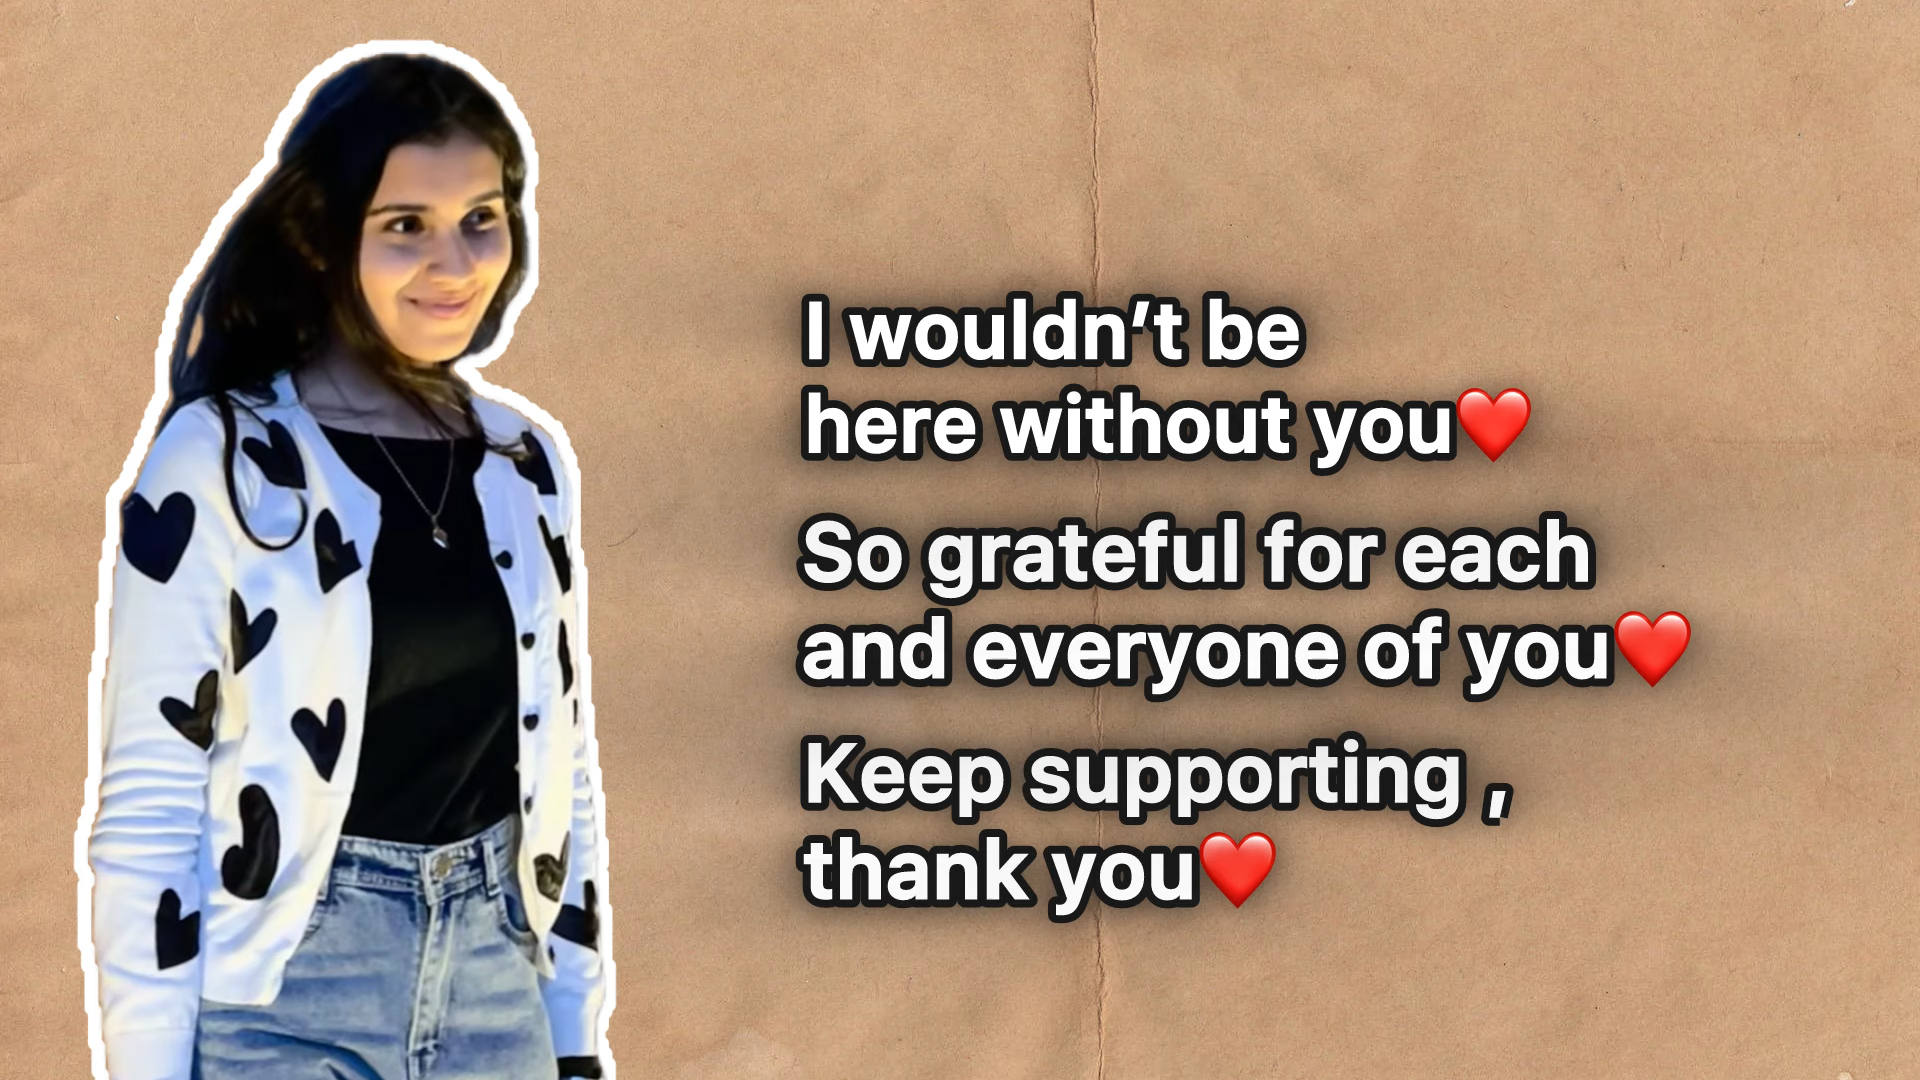 I wouldn’t be
here without you❤️
So grateful for each
and everyone of you❤️
Keep supporting ,
thank you❤️